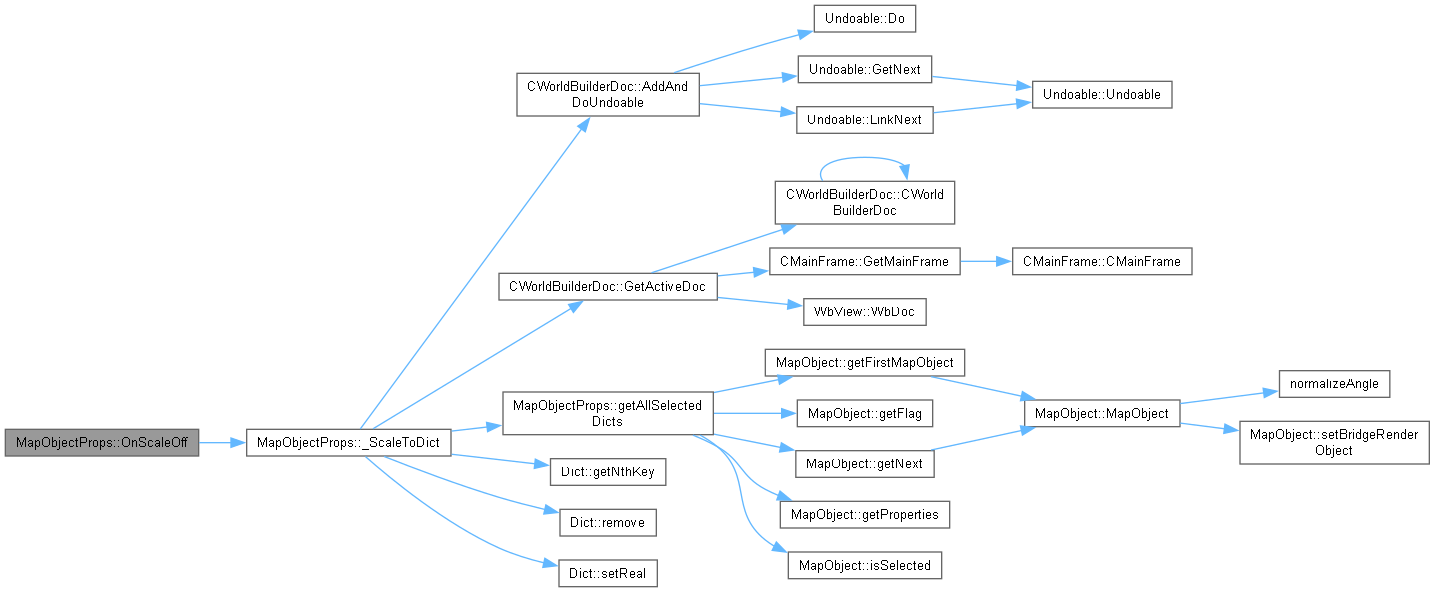 Undoable::Do
CWorldBuilderDoc::AddAnd
DoUndoable
Undoable::GetNext
Undoable::Undoable
Undoable::LinkNext
CWorldBuilderDoc::CWorld
BuilderDoc
CWorldBuilderDoc::GetActiveDoc
CMainFrame::GetMainFrame
CMainFrame::CMainFrame
WbView::WbDoc
MapObject::getFirstMapObject
MapObjectProps::getAllSelected
Dicts
MapObject::getFlag
MapObject::MapObject
normalizeAngle
MapObject::setBridgeRender
Object
MapObjectProps::OnScaleOff
MapObjectProps::_ScaleToDict
MapObject::getNext
Dict::getNthKey
MapObject::getProperties
Dict::remove
MapObject::isSelected
Dict::setReal